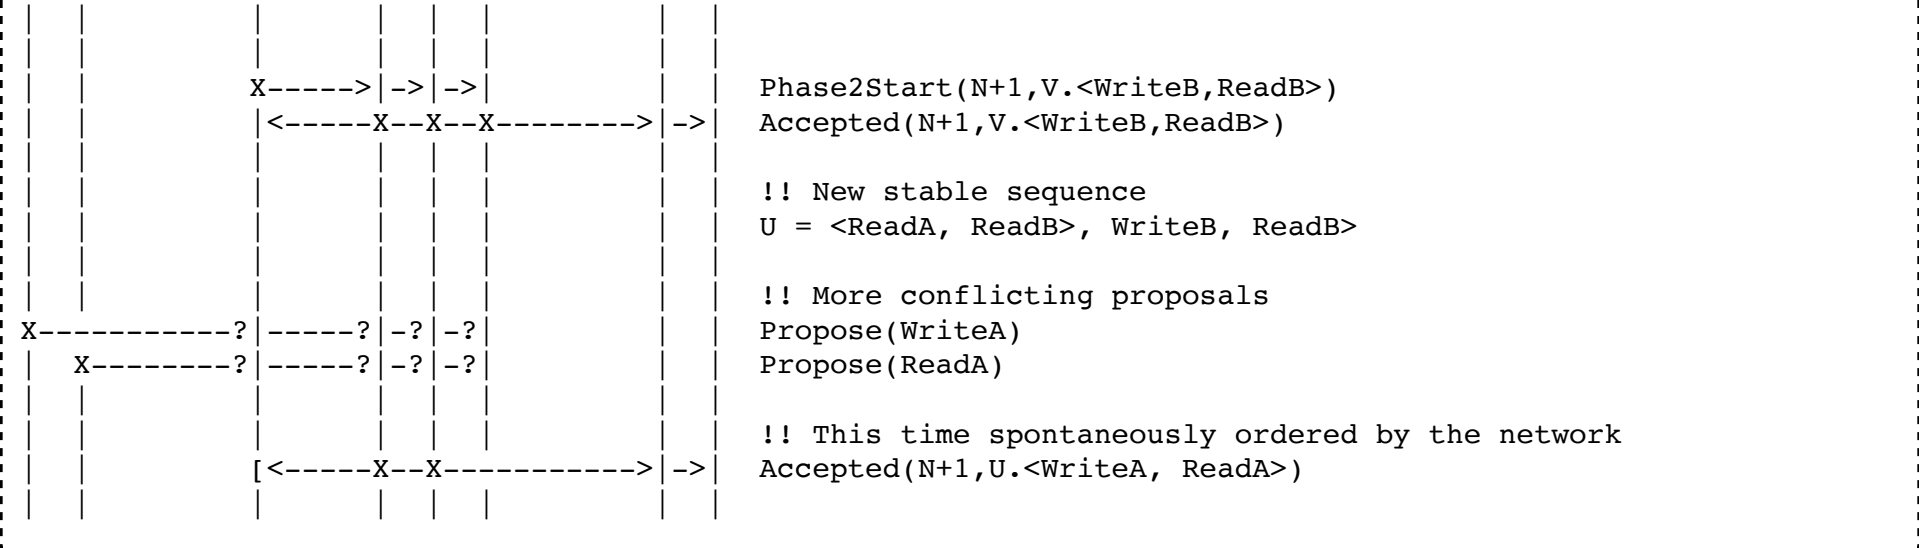 |   |          |      |  |  |          |  |
|   |          |      |  |  |          |  |
|   |          X----->|->|->|          |  |  Phase2Start(N+1,V.<WriteB,ReadB>)
|   |          |<-----X--X--X-------->|->|  Accepted(N+1,V.<WriteB,ReadB>)
|   |          |      |  |  |          |  |
|   |          |      |  |  |          |  |  !! New stable sequence
|   |          |      |  |  |          |  |  U = <ReadA, ReadB>, WriteB, ReadB>
|   |          |      |  |  |          |  |
|   |          |      |  |  |          |  |  !! More conflicting proposals
X-----------?|-----?|-?|-?|          |  |  Propose(WriteA)
|  X--------?|-----?|-?|-?|          |  |  Propose(ReadA)
|   |          |      |  |  |          |  |
|   |          |      |  |  |          |  |  !! This time spontaneously ordered by the network
|   |          [<-----X--X----------->|->|  Accepted(N+1,U.<WriteA, ReadA>)
|   |          |      |  |  |          |  |